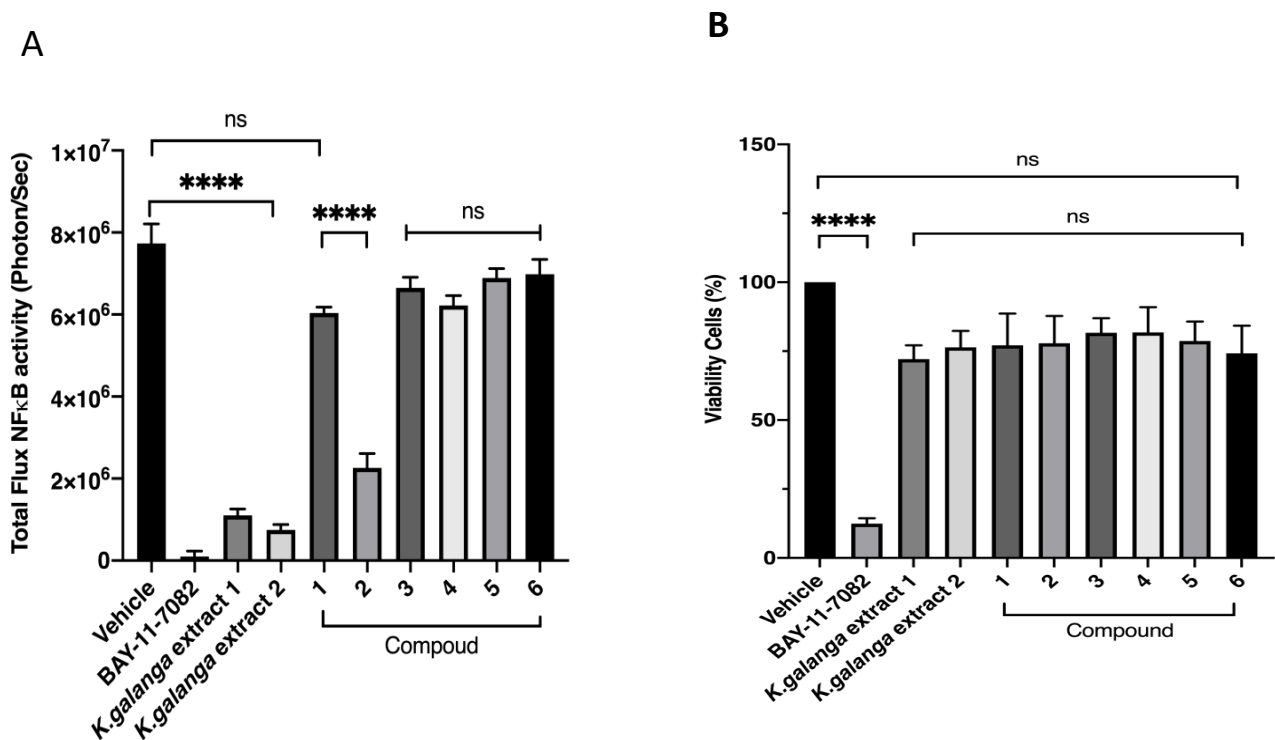 A
ns
****
****
ns
Total Flux NFκB activity (Photon/Sec)
1×10⁷
8×10⁶
6×10⁶
4×10⁶
2×10⁶
0
Vehicle
BAY-11-7082
K.galanga extract 1
K.galanga extract 2
1
2
3
4
5
6
Compoud
B
ns
****
ns
Viability Cells (%)
150
100
50
0
Vehicle
BAY-11-7082
K.galanga extract 1
K.galanga extract 2
1
2
3
4
5
6
Compound